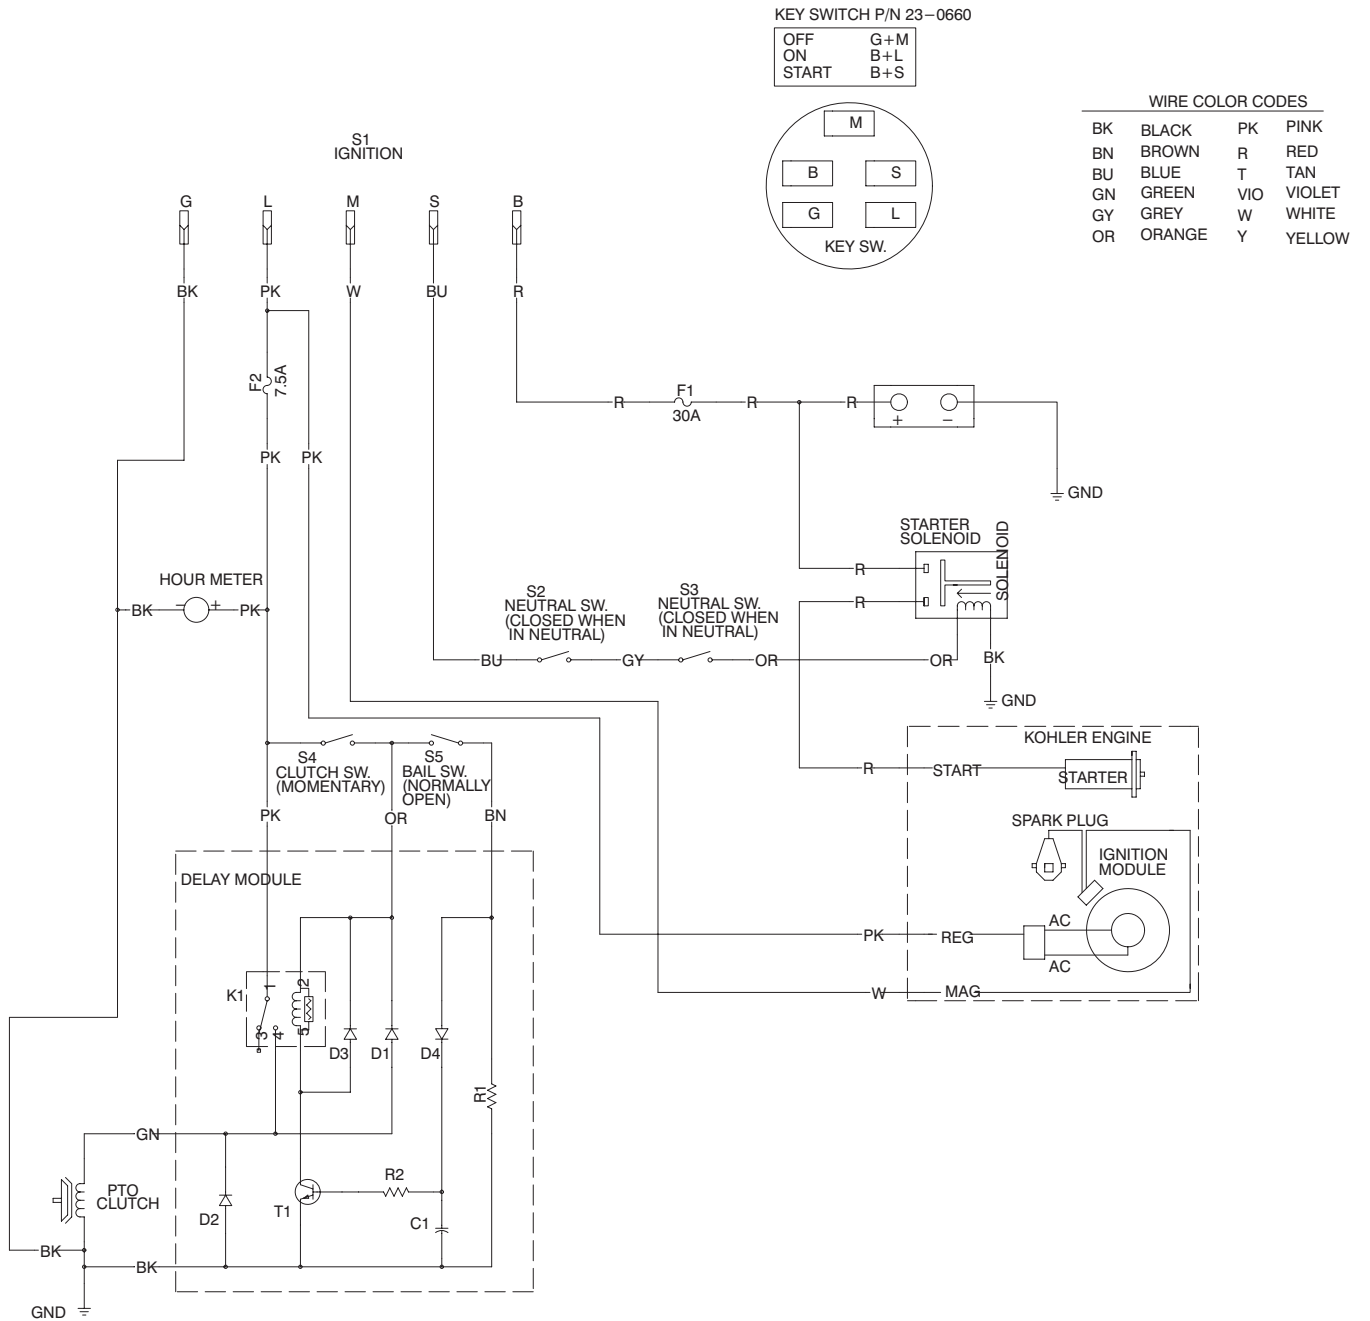 KEY SWITCH P/N 23-0660
OFF G+M
ON B+L
START B+S
M
B S
G L
KEY SW.
WIRE COLOR CODES
BK BLACK PK PINK
BN BROWN R RED
BU BLUE T TAN
GN GREEN VIO VIOLET
GY GREY W WHITE
OR ORANGE Y YELLOW
S1
IGNITION
G L M S B
BK PK W BU R
F2
7.5A
R
F1
30A
R
R
+ −
PK PK
GND
STARTER
SOLENOID
SOLENOID
R
R
HOUR METER
BK − + PK
S2
NEUTRAL SW.
(CLOSED WHEN
IN NEUTRAL)
S3
NEUTRAL SW.
(CLOSED WHEN
IN NEUTRAL)
BU GY OR OR BK
GND
S4
CLUTCH SW.
(MOMENTARY)
S5
BAIL SW.
(NORMALLY
OPEN)
PK OR BN
KOHLER ENGINE
R START STARTER
SPARK PLUG
IGNITION
MODULE
AC
PK REG
AC
W MAG
DELAY MODULE
K1
1
2
3
4
5
D3 D1 D4
R1
GN
PTO
CLUTCH
D2
T1
R2
C1
BK
BK
GND